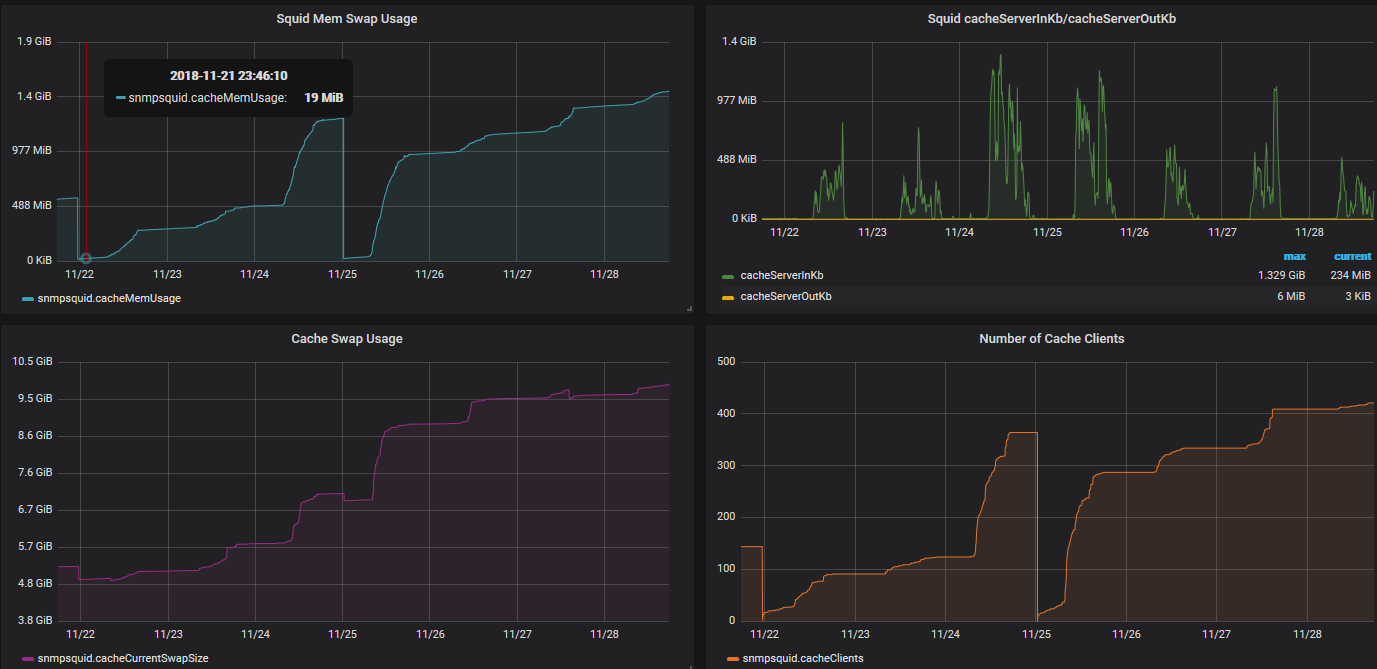 Squid Mem Swap Usage
1.9 GiB
1.4 GiB
977 MiB
488 MiB
0 KiB
2018-11-21 23:46:10
snmpsquid.cacheMemUsage: 19 MiB
11/22 11/23 11/24 11/25 11/26 11/27 11/28
snmpsquid.cacheMemUsage
Squid cacheServerInKb/cacheServerOutKb
1.4 GiB
977 MiB
488 MiB
0 KiB
11/22 11/23 11/24 11/25 11/26 11/27 11/28
max current
cacheServerInKb 1.329 GiB 234 MiB
cacheServerOutKb 6 MiB 3 KiB
Cache Swap Usage
10.5 GiB
9.5 GiB
8.6 GiB
7.6 GiB
6.7 GiB
5.7 GiB
4.8 GiB
3.8 GiB
11/22 11/23 11/24 11/25 11/26 11/27 11/28
snmpsquid.cacheCurrentSwapSize
Number of Cache Clients
500
400
300
200
100
0
11/22 11/23 11/24 11/25 11/26 11/27 11/28
snmpsquid.cacheClients